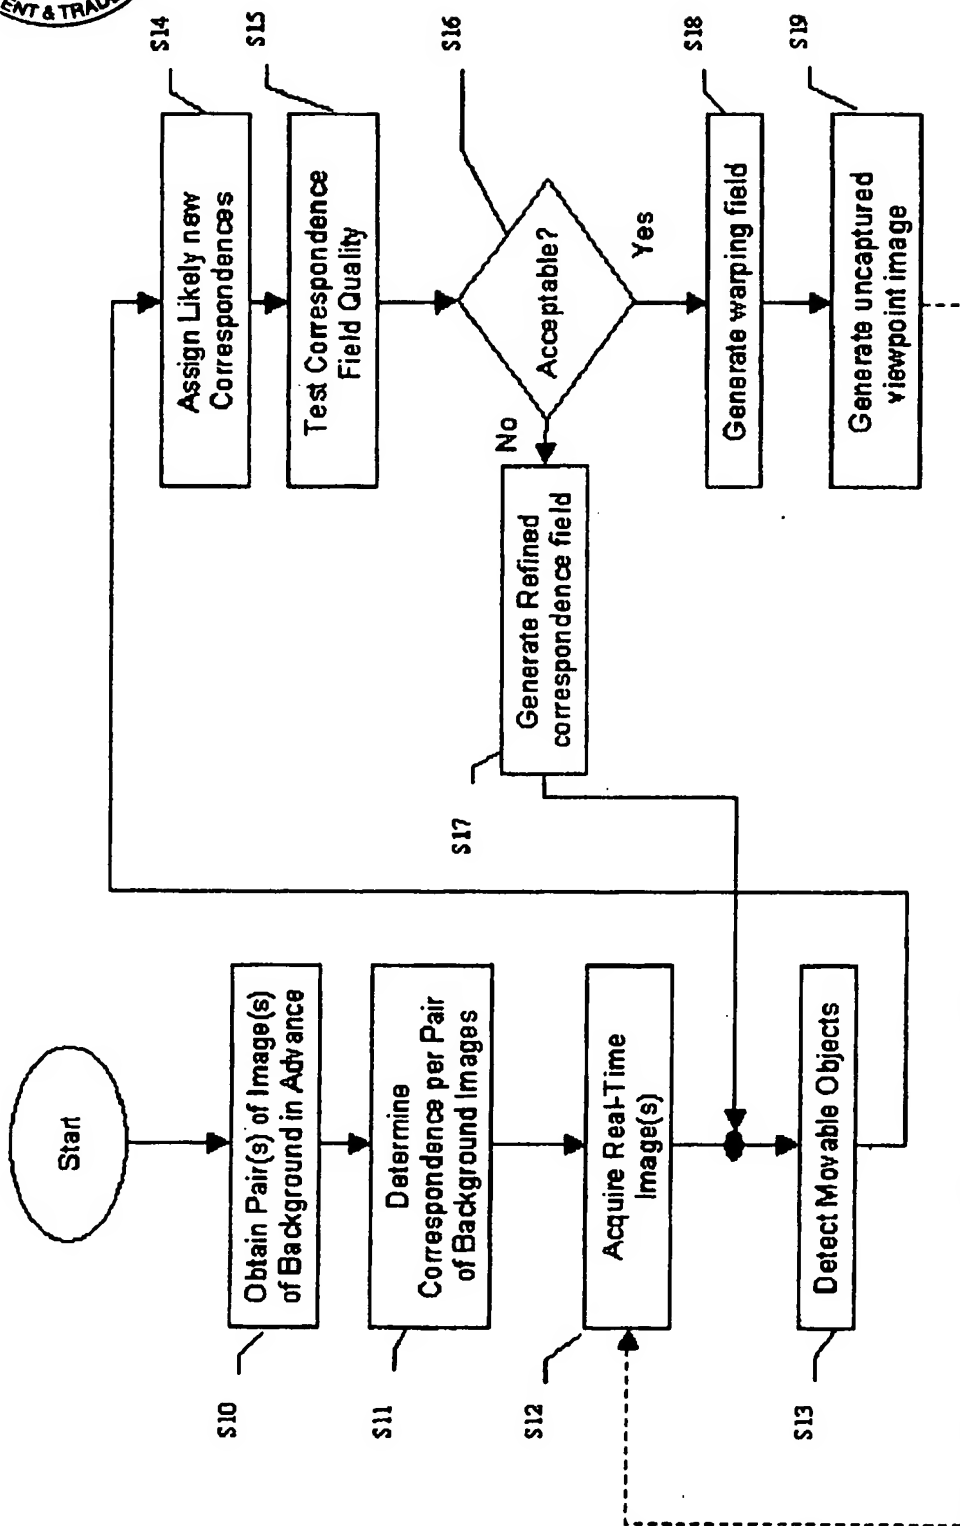 ENT & TRADE
Start
S10
Obtain Pair(s) of Image(s)
of Background in Advance
S11
Determine
Correspondence per Pair
of Background Images
S12
Acquire Real-Time
Image(s)
S13
Detect Movable Objects
S14
Assign Likely new
Correspondences
S15
Test Correspondence
Field Quality
S16
Acceptable?
No
Yes
S17
Generate Refined
correspondence field
S18
Generate warping field
S19
Generate uncaptured
viewpoint image